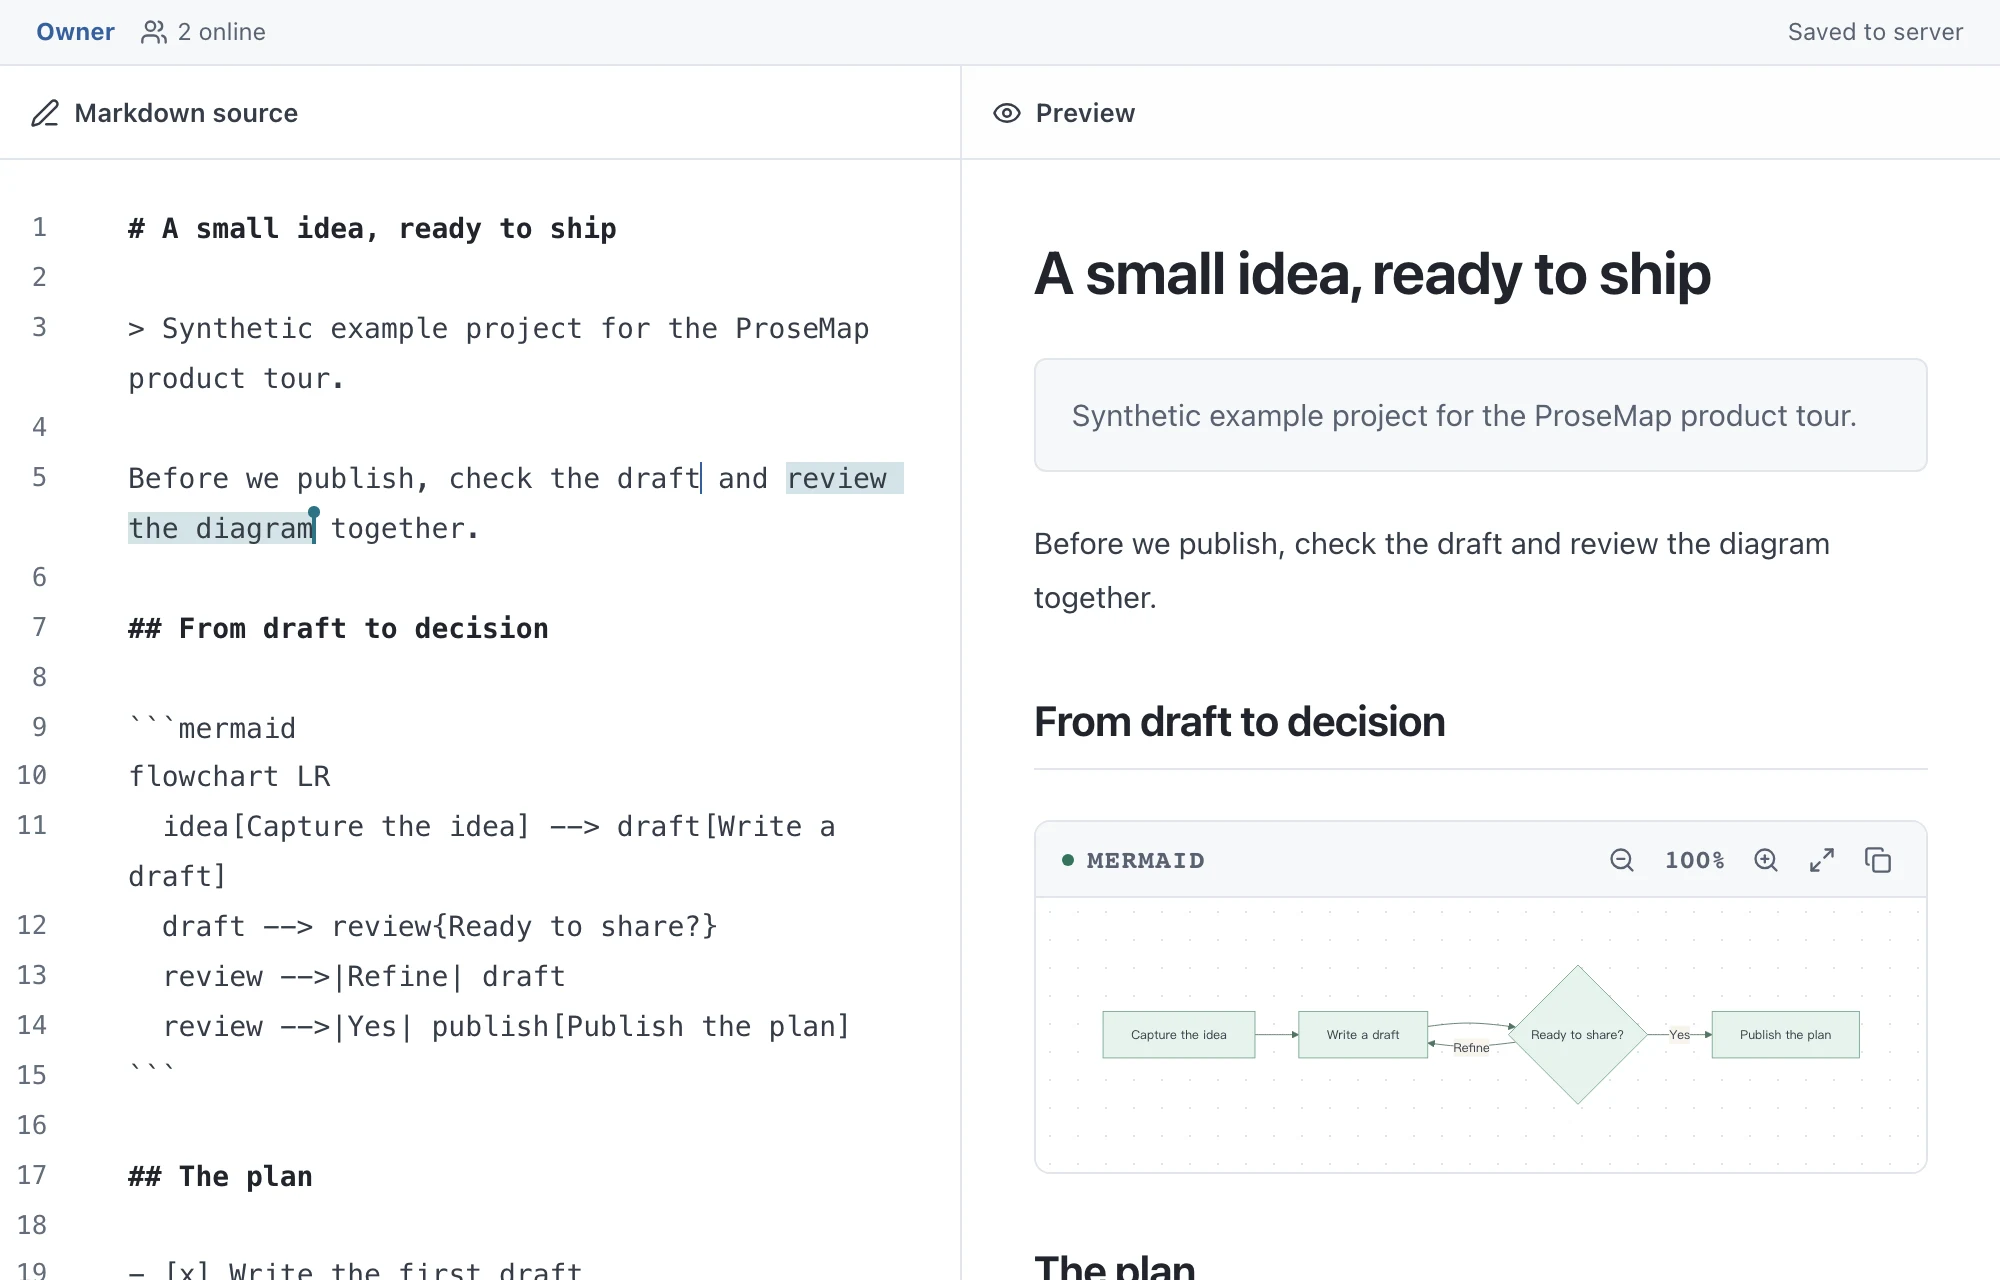 Owner 2 online Saved to server
Markdown source
1 # A small idea, ready to ship
2
3 > Synthetic example project for the ProseMap
product tour.
4
5 Before we publish, check the draft and review
the diagram together.
6
7 ## From draft to decision
8
9 ```mermaid
10 flowchart LR
11   idea[Capture the idea] --> draft[Write a
draft]
12   draft --> review{Ready to share?}
13   review -->|Refine| draft
14   review -->|Yes| publish[Publish the plan]
15 ```
16
17 ## The plan
18
19 - [x] Write the first draft
Preview
A small idea, ready to ship
Synthetic example project for the ProseMap product tour.
Before we publish, check the draft and review the diagram
together.
From draft to decision
MERMAID 100%
Capture the idea Write a draft Refine Ready to share? Yes Publish the plan
The plan